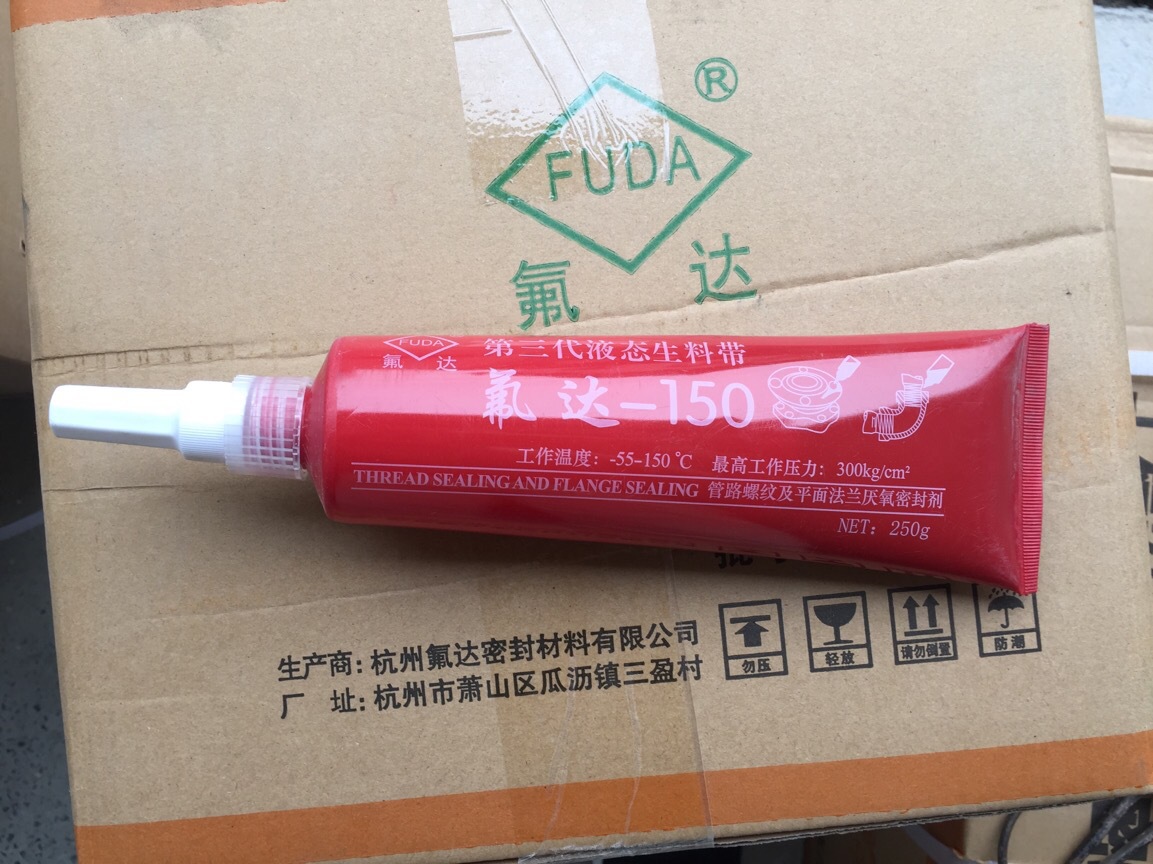 ®
FUDA
氟 达
FUDA
氟 达
第三代液态生料带
氟达-150
工作温度: -55-150℃ 最高工作压力: 300kg/cm²
THREAD SEALING AND FLANGE SEALING 管路螺纹及平面法兰厌氧密封剂
NET: 250g
生产商: 杭州氟达密封材料有限公司
厂 址: 杭州市萧山区瓜沥镇三盈村
勿压
轻放
请勿倒置
防潮